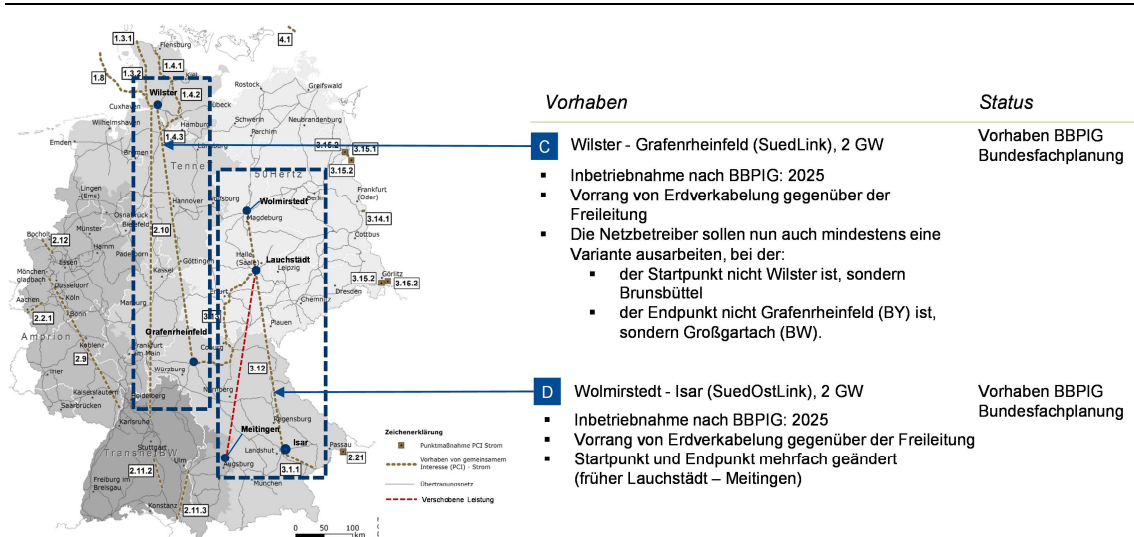 1.3.1
4.1
Flensburg
1.3.2
1.4.1
1.8
Kiel
Wilster
1.4.2
Rostock
Greifswald
Cuxhaven
übeck
Wilhelmshaven
Hamburg
Schwerin
Neubrandenburg
Parchim
1.4.3
Emden
Lüneburg
3.15.2
3.15.1
Bremen
Tenne
3.15.2
50Hertz
Lingen
(Ems)
Wolfsburg
Berlin
Frankfurt
(Oder)
Wolmirstedt
Hannover
Osnabrück
Magdeburg
3.14.1
Bielefeld
Cottbus
Bocholt
2.12
Münster
2.10
Hamm
Paderborn
Halle
(Saale)
Lauchstädt
Essen
Göttingen
Leipzig
Mönchen-
gladbach
Düsseldorf
Kassel
3.15.2
Görlitz
3.15.2
Köln
Erfurt
Dresden
Aachen
Bonn
Marburg
Chemnitz
2.2.1
3.13
Plauen
Amprion
Grafenrheinfeld
Koblenz
Frankfurt
am Main
Coburg
2.9
Würzburg
3.12
Trier
Kaiserslautern
Heidelberg
Nürnberg
Saarbrücken
Karlsruhe
Regensburg
Meitingen
Stuttgart
Isar
Passau
TransnetBW
Landshut
2.21
2.11.2
Ulm
Augsburg
3.1.1
Freiburg im
Breisgau
München
Konstanz
2.11.3
Zeichenerklärung
Punktmaßnahme PCI Strom
Vorhaben von gemeinsamem
Interesse (PCI) - Strom
Übertragungsnetz
Verschobene Leistung
0 50 100
km
Vorhaben Status
C Wilster - Grafenrheinfeld (SuedLink), 2 GW
Vorhaben BBPlG
Bundesfachplanung
▪ Inbetriebnahme nach BBPlG: 2025
▪ Vorrang von Erdverkabelung gegenüber der
Freileitung
▪ Die Netzbetreiber sollen nun auch mindestens eine
Variante ausarbeiten, bei der:
▪ der Startpunkt nicht Wilster ist, sondern
Brunsbüttel
▪ der Endpunkt nicht Grafenrheinfeld (BY) ist,
sondern Großgartach (BW).
D Wolmirstedt - Isar (SuedOstLink), 2 GW
Vorhaben BBPlG
Bundesfachplanung
▪ Inbetriebnahme nach BBPlG: 2025
▪ Vorrang von Erdverkabelung gegenüber der Freileitung
▪ Startpunkt und Endpunkt mehrfach geändert
(früher Lauchstädt – Meitingen)